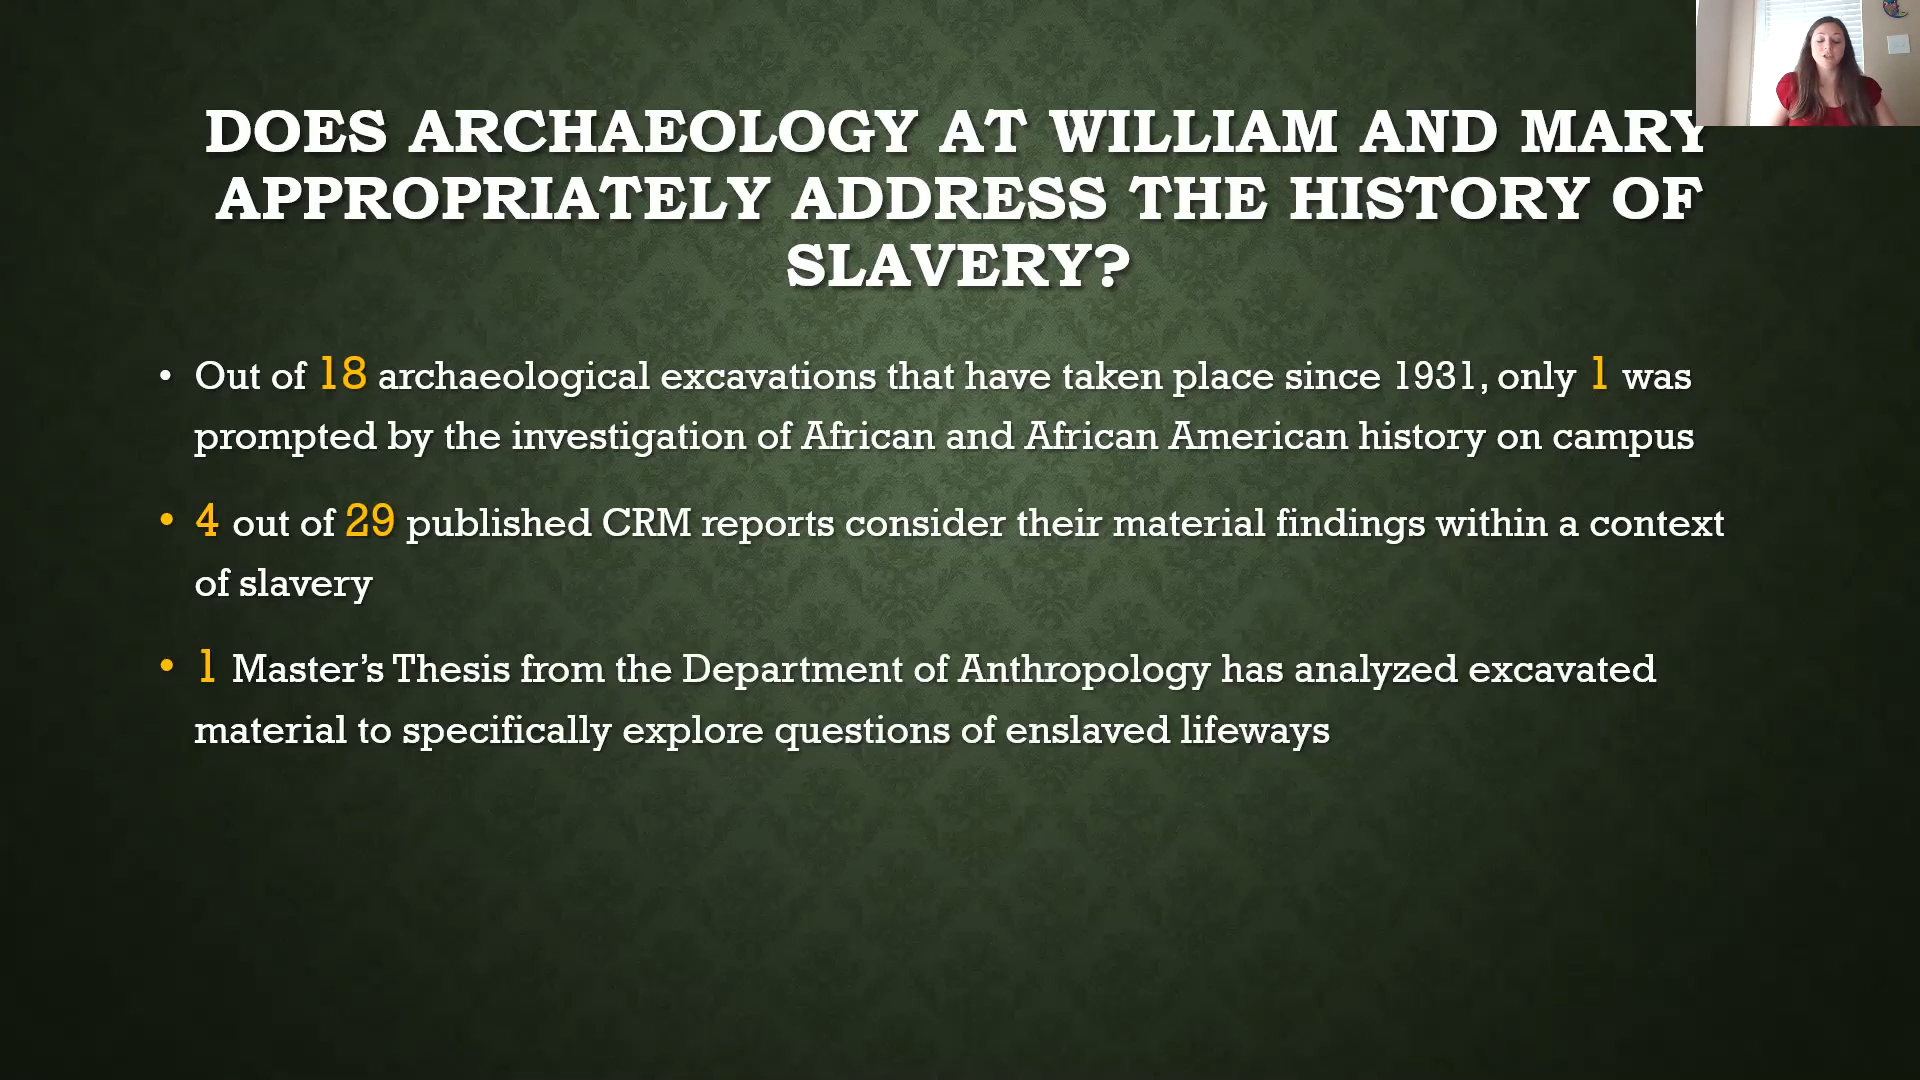 DOES ARCHAEOLOGY AT WILLIAM AND MARY
APPROPRIATELY ADDRESS THE HISTORY OF
SLAVERY?
• Out of 18 archaeological excavations that have taken place since 1931, only 1 was
prompted by the investigation of African and African American history on campus
• 4 out of 29 published CRM reports consider their material findings within a context
of slavery
• 1 Master’s Thesis from the Department of Anthropology has analyzed excavated
material to specifically explore questions of enslaved lifeways